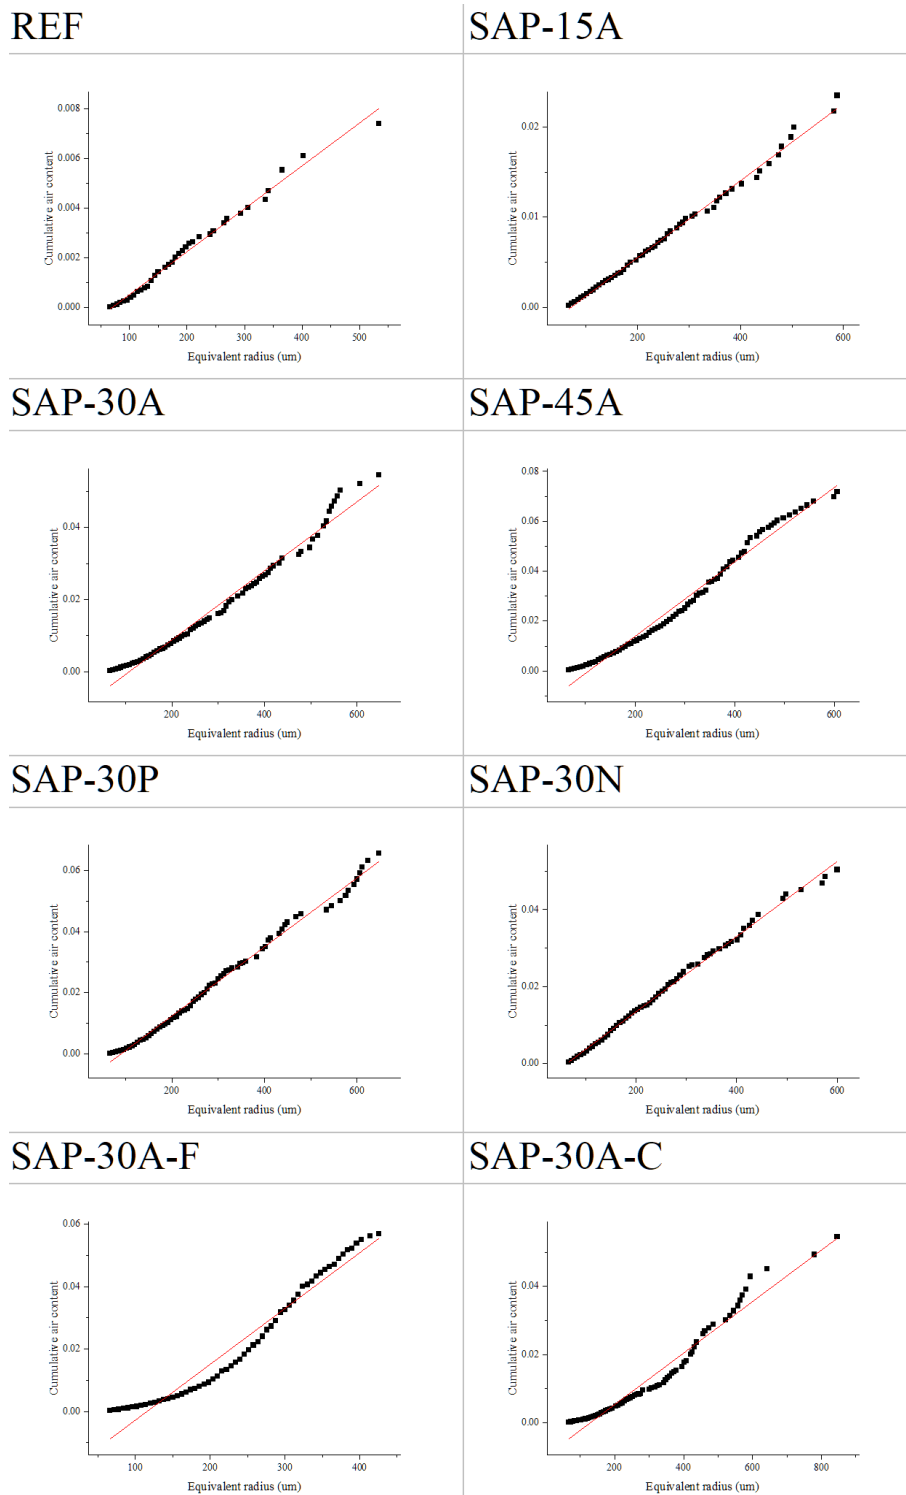 REF
SAP-15A
0.008
0.006
0.004
0.002
0.000
Cumulative air content
100 200 300 400 500
Equivalent radius (um)
0.02
0.01
0.00
Cumulative air content
200 400 600
Equivalent radius (um)
SAP-30A
SAP-45A
0.04
0.02
0.00
Cumulative air content
200 400 600
Equivalent radius (um)
0.08
0.06
0.04
0.02
0.00
Cumulative air content
200 400 600
Equivalent radius (um)
SAP-30P
SAP-30N
0.06
0.04
0.02
0.00
Cumulative air content
200 400 600
Equivalent radius (um)
0.04
0.02
0.00
Cumulative air content
200 400 600
Equivalent radius (um)
SAP-30A-F
SAP-30A-C
0.06
0.04
0.02
0.00
Cumulative air content
100 200 300 400
Equivalent radius (um)
0.04
0.02
0.00
Cumulative air content
200 400 600 800
Equivalent radius (um)